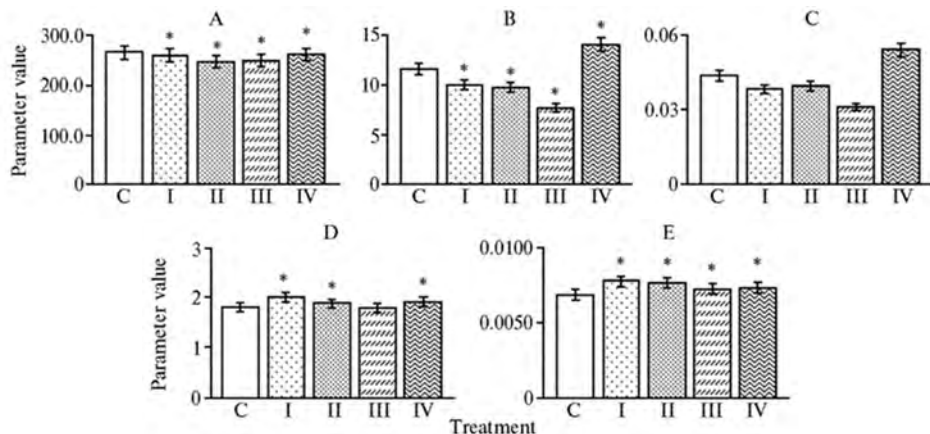 A B C
Parameter value
300.0 15 0.06
* * * *
* * * *
200.0 10 0.03
100.0 5
0 0 0
C I II III IV C I II III IV C I II III IV
D E
Parameter value
3 0.0100
* * *
* * * *
2 0.0050
1
0 0
C I II III IV C I II III IV
Treatment